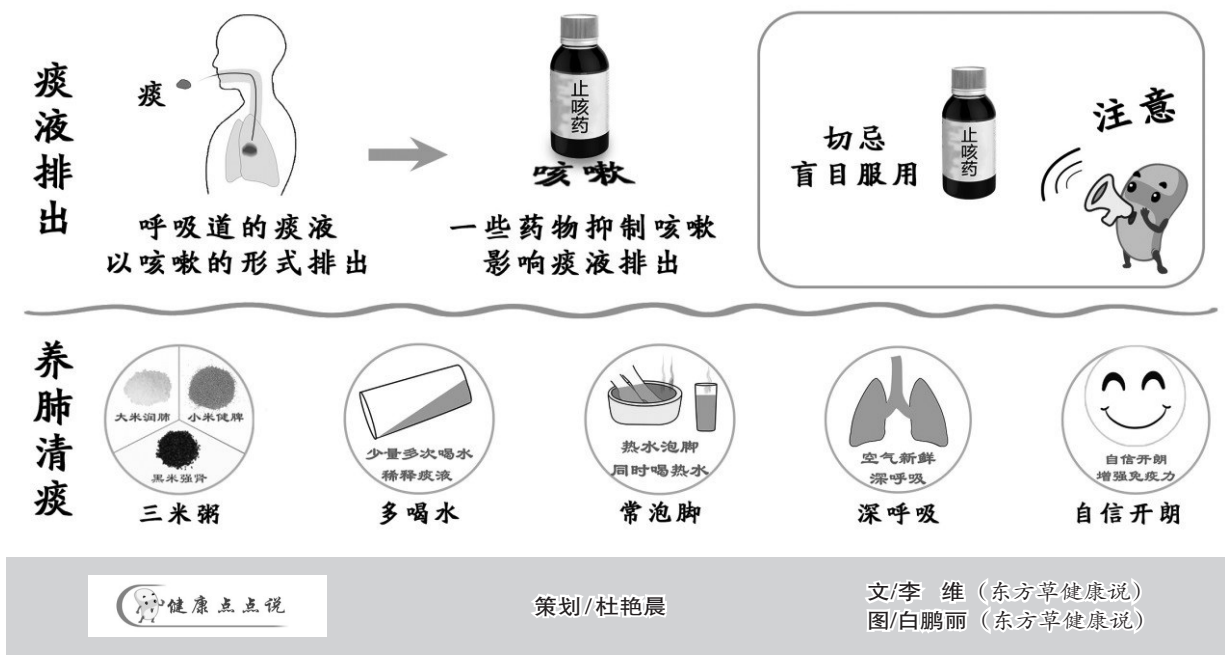 痰液排出
痰
呼吸道的痰液
以咳嗽的形式排出
止咳药
咳嗽
一些药物抑制咳嗽
影响痰液排出
切忌
盲目服用
止咳药
注意
养肺清痰
大米润肺
小米健脾
黑米强肾
三米粥
少量多次喝水
稀释痰液
多喝水
热水泡脚
同时喝热水
常泡脚
空气新鲜
深呼吸
深呼吸
自信开朗
增强免疫力
自信开朗
健康点点说
策划/杜艳晨
文/李 维（东方草健康说）
图/白鹏丽（东方草健康说）